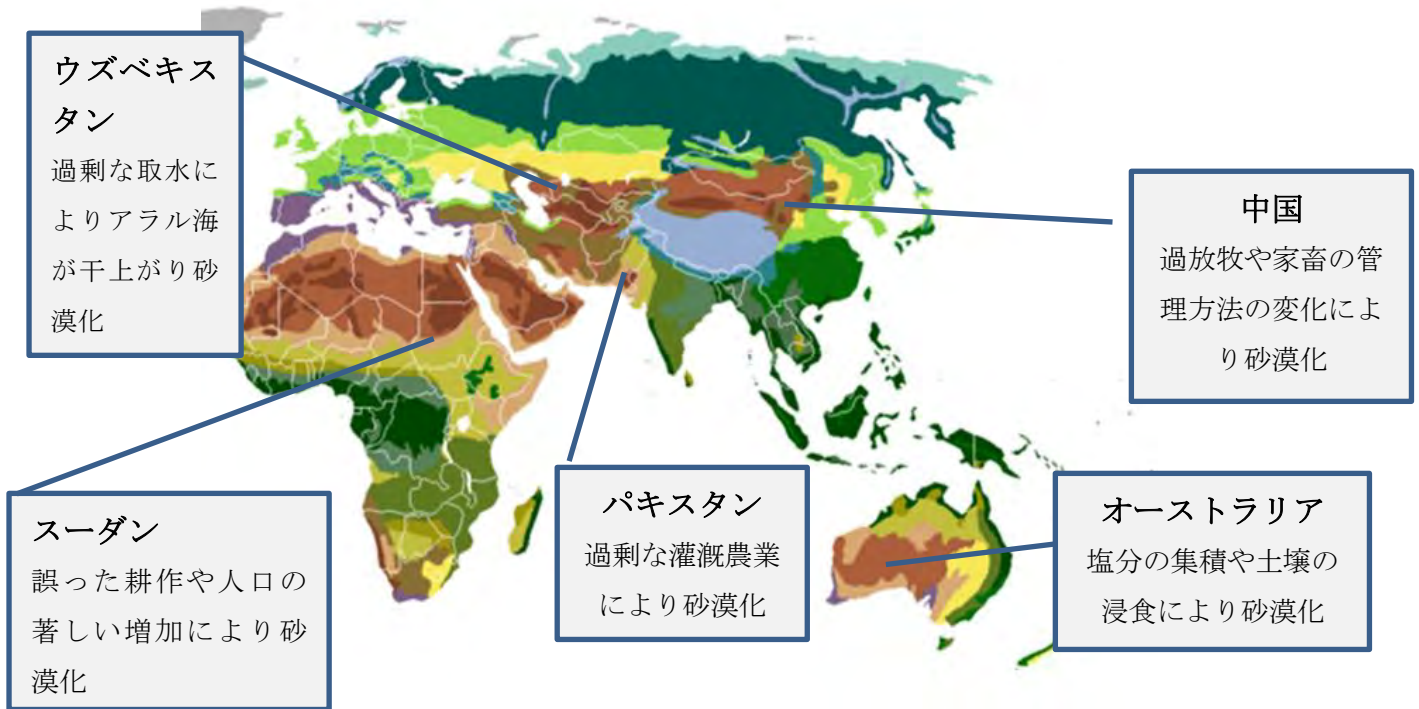 ウズベキス
タン
過剰な取水に
よりアラル海
が干上がり砂
漠化
中国
過放牧や家畜の管
理方法の変化によ
り砂漠化
スーダン
誤った耕作や人口の
著しい増加により砂
漠化
パキスタン
過剰な灌漑農業
により砂漠化
オーストラリア
塩分の集積や土壌の
浸食により砂漠化